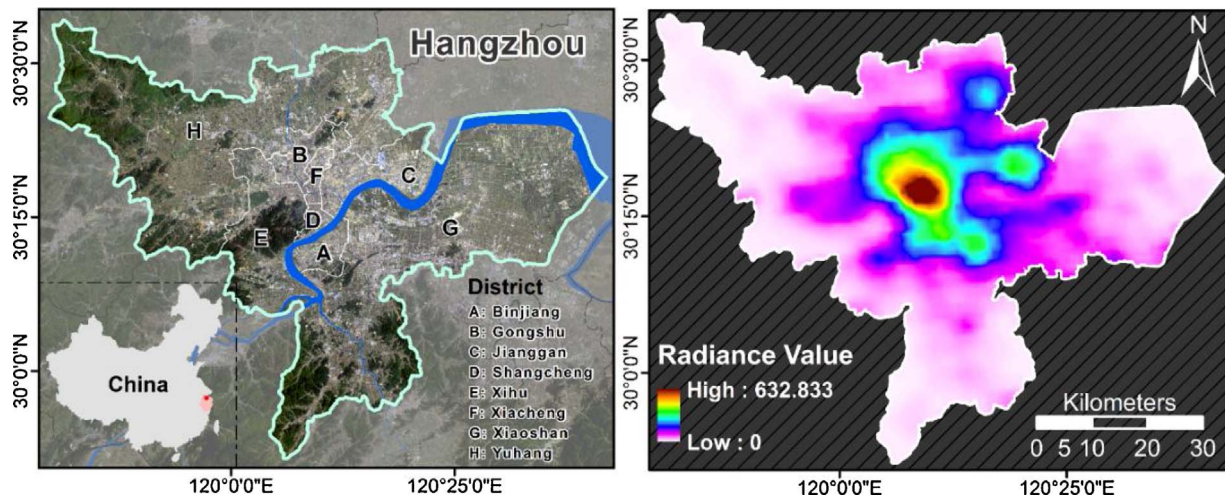 Hangzhou
30°30'0"N
30°15'0"N
30°0'0"N
H
B
F
C
D
E
A
G
District
A: Binjiang
B: Gongshu
C: Jianggan
D: Shangcheng
E: Xihu
F: Xiacheng
G: Xiaoshan
H: Yuhang
China
120°0'0"E
120°25'0"E
N
30°30'0"N
30°15'0"N
30°0'0"N
Radiance Value
High : 632.833
Low : 0
Kilometers
0 5 10 20 30
120°0'0"E
120°25'0"E